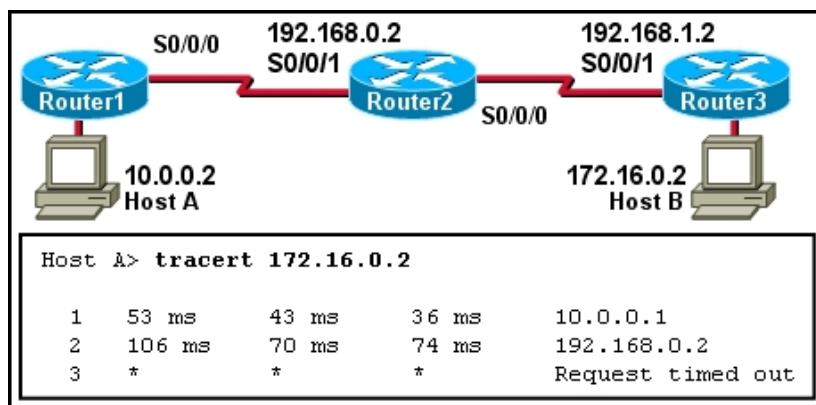 S0/0/0
192.168.0.2
S0/0/1
192.168.1.2
S0/0/1
Router1
Router2
S0/0/0
Router3
10.0.0.2
Host A
172.16.0.2
Host B
Host A> tracert 172.16.0.2
1 53 ms 43 ms 36 ms 10.0.0.1
2 106 ms 70 ms 74 ms 192.168.0.2
3 * * * Request timed out